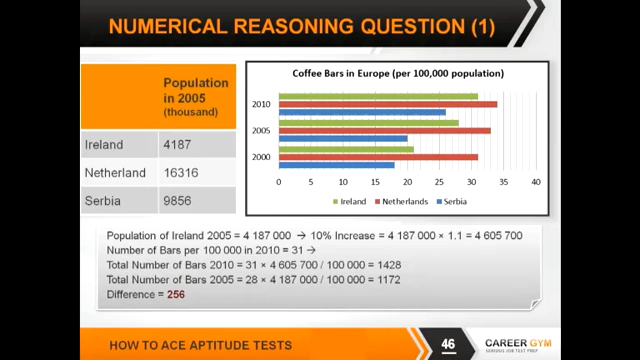 NUMERICAL REASONING QUESTION (1)
Population
in 2005
(thousand)
Ireland 4187
Netherland 16316
Serbia 9856
Coffee Bars in Europe (per 100,000 population)
2010
2005
2000
0 5 10 15 20 25 30 35 40
Ireland Netherlands Serbia
Population of Ireland 2005 = 4 187 000 → 10% Increase = 4 187 000 × 1.1 = 4 605 700
Number of Bars per 100 000 in 2010 = 31 →
Total Number of Bars 2010 = 31 × 4 605 700 / 100 000 = 1428
Total Number of Bars 2005 = 28 × 4 187 000 / 100 000 = 1172
Difference = 256
HOW TO ACE APTITUDE TESTS
46
CAREER GYM
SERIOUS JOB TEST PREP